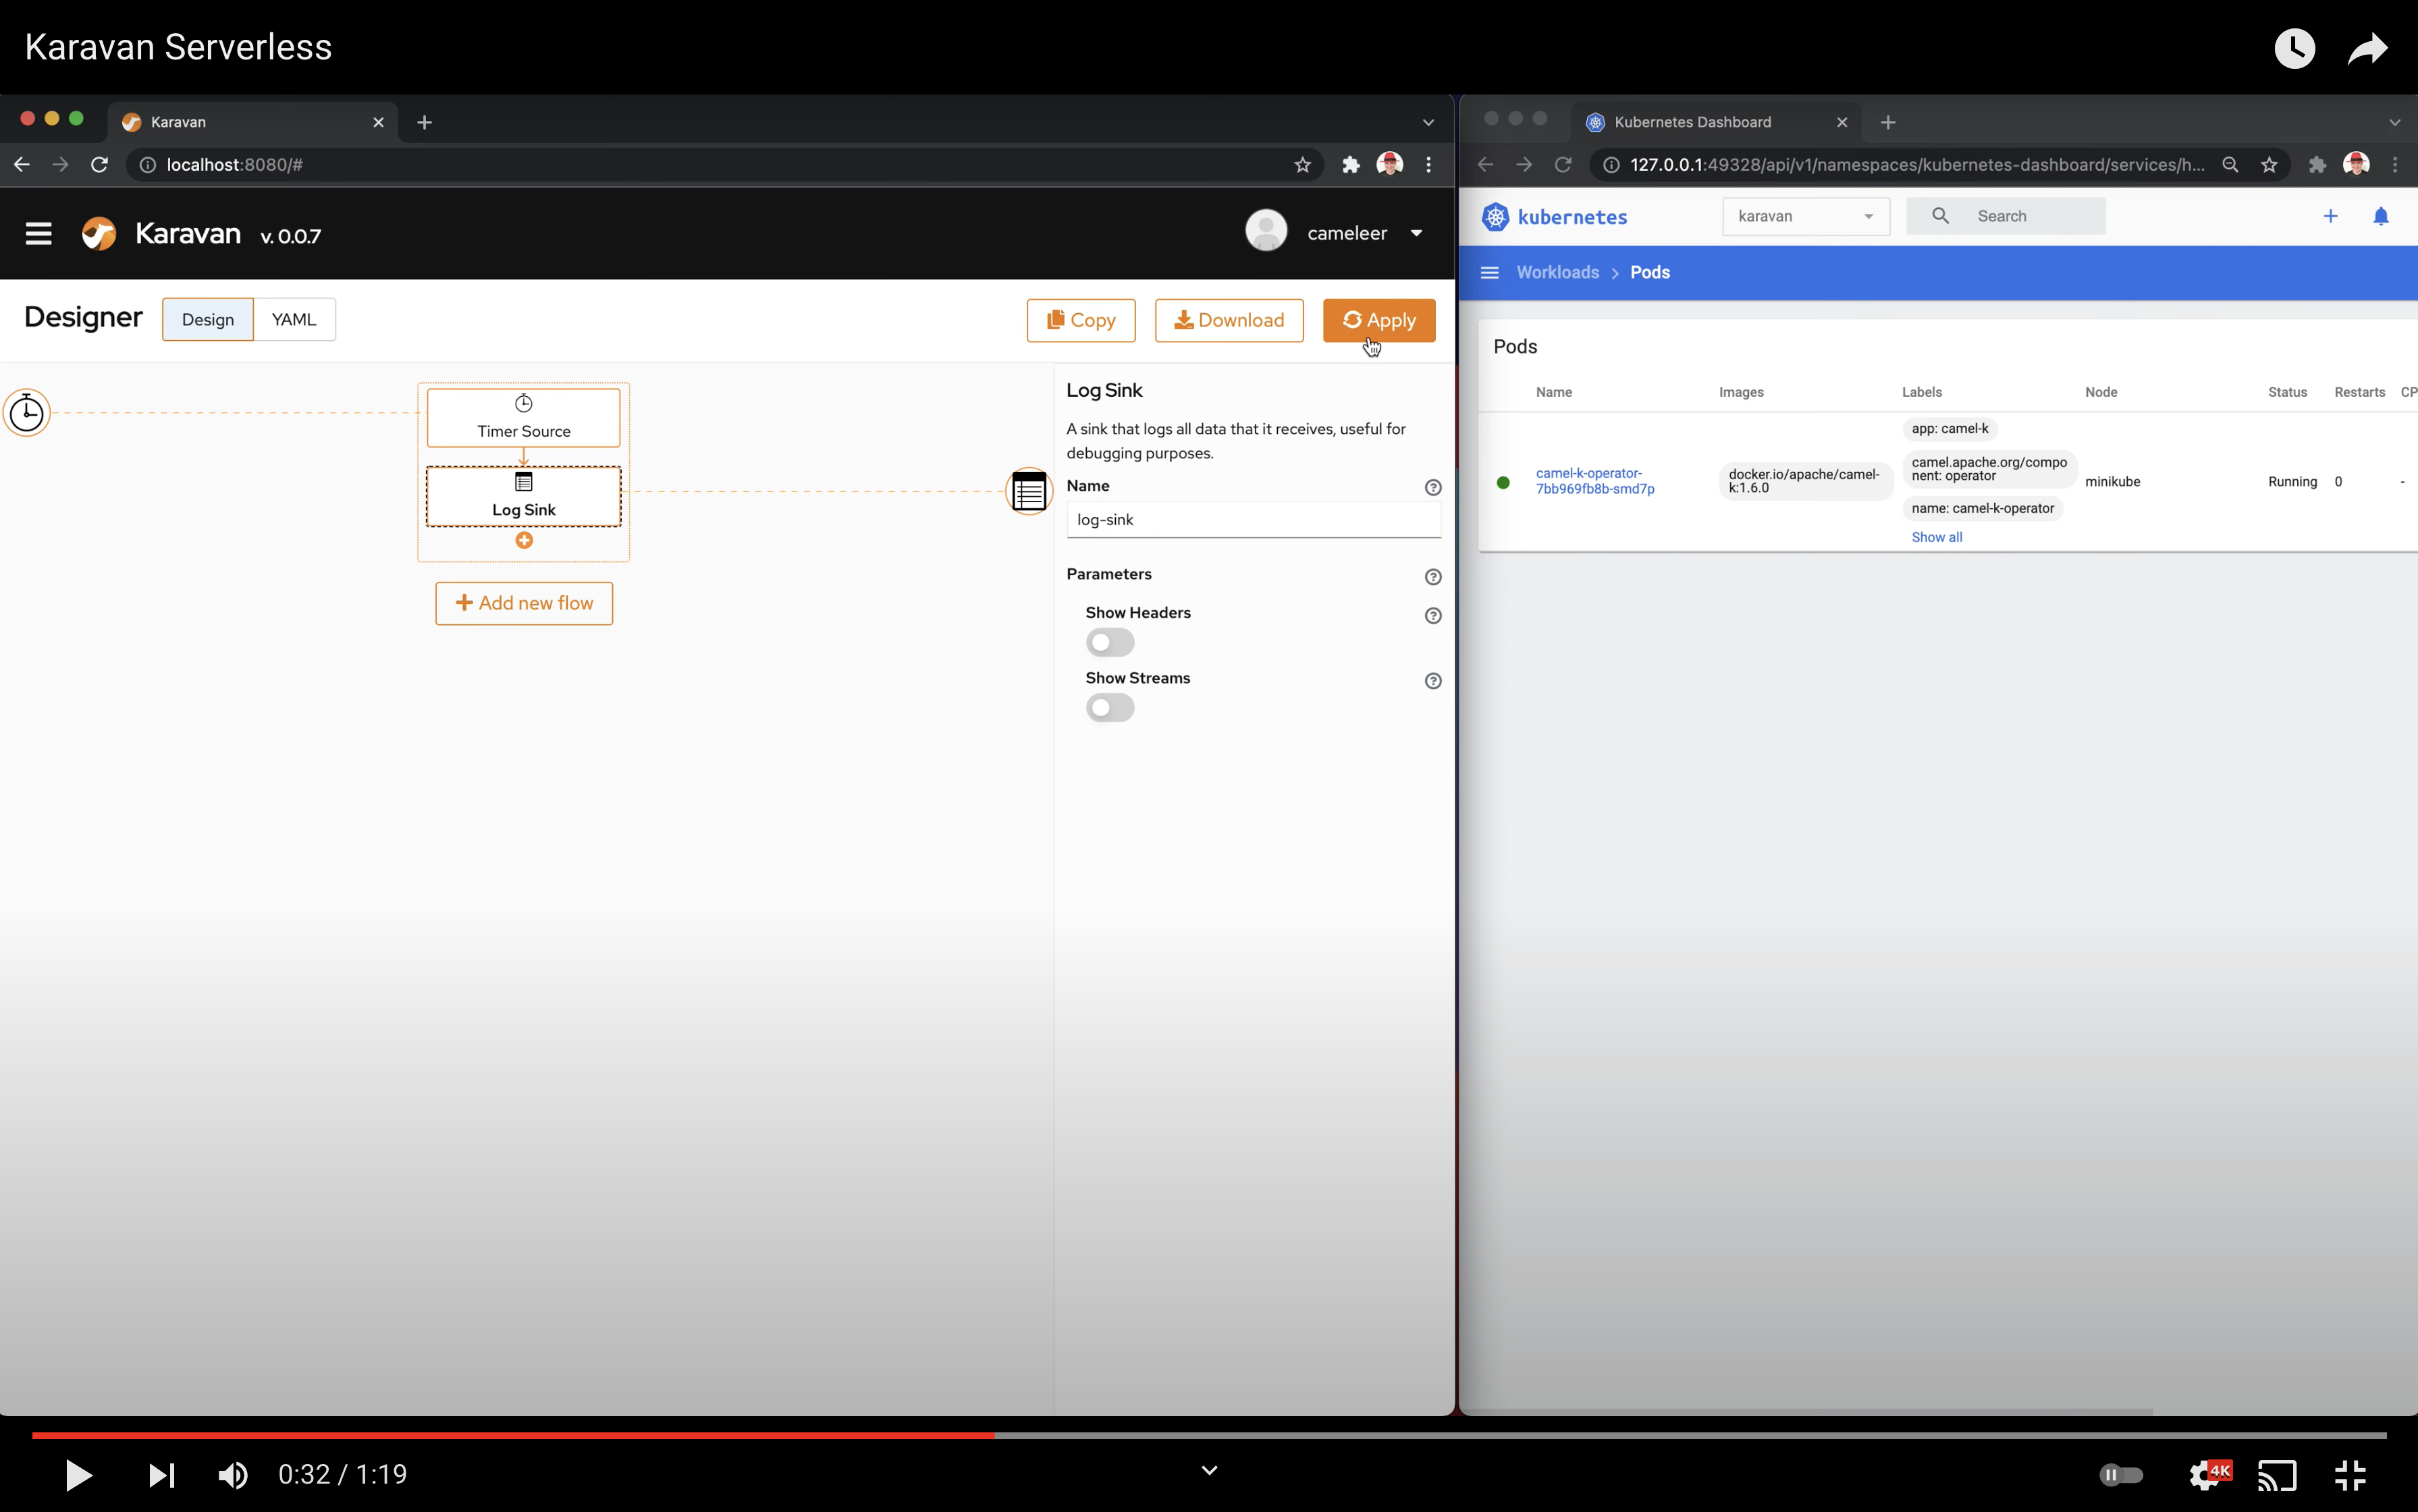 Karavan Serverless
Karavan
localhost:8080/#
Karavan v. 0.0.7
cameleer
Designer
Design
YAML
Copy
Download
Apply
Timer Source
Log Sink
Add new flow
Log Sink
A sink that logs all data that it receives, useful for
debugging purposes.
Name
log-sink
Parameters
Show Headers
Show Streams
Kubernetes Dashboard
127.0.0.1:49328/api/v1/namespaces/kubernetes-dashboard/services/h...
kubernetes
karavan
Search
Workloads > Pods
Pods
Name Images Labels Node Status Restarts CP
camel-k-operator-
7bb969fb8b-smd7p
docker.io/apache/camel-
k:1.6.0
app: camel-k
camel.apache.org/compo
nent: operator
name: camel-k-operator
Show all
minikube
Running 0 -
0:32 / 1:19
4K